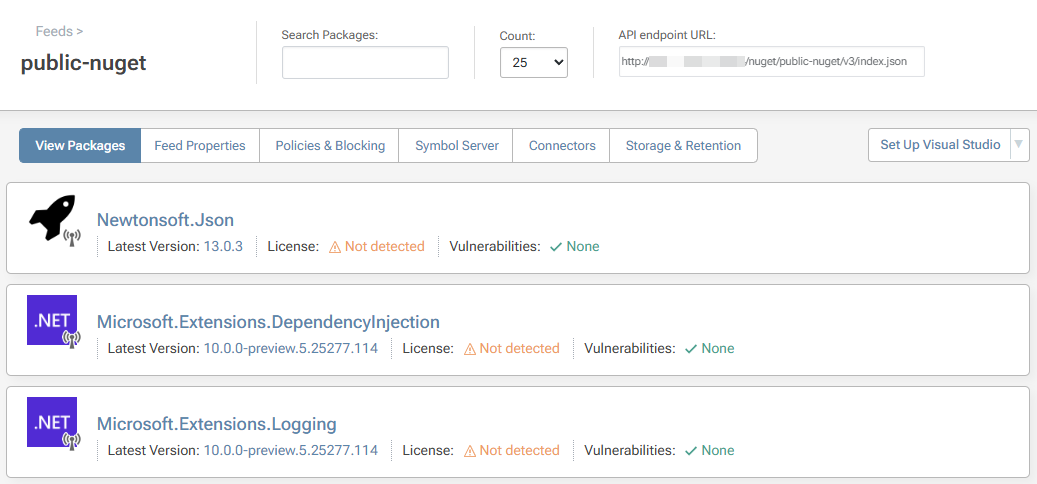 Feeds >
public-nuget
Search Packages:
Count:
25
API endpoint URL:
http:// /nuget/public-nuget/v3/index.json
View Packages
Feed Properties
Policies & Blocking
Symbol Server
Connectors
Storage & Retention
Set Up Visual Studio
Newtonsoft.Json
Latest Version: 13.0.3 License: Not detected Vulnerabilities: None
.NET
Microsoft.Extensions.DependencyInjection
Latest Version: 10.0.0-preview.5.25277.114 License: Not detected Vulnerabilities: None
.NET
Microsoft.Extensions.Logging
Latest Version: 10.0.0-preview.5.25277.114 License: Not detected Vulnerabilities: None